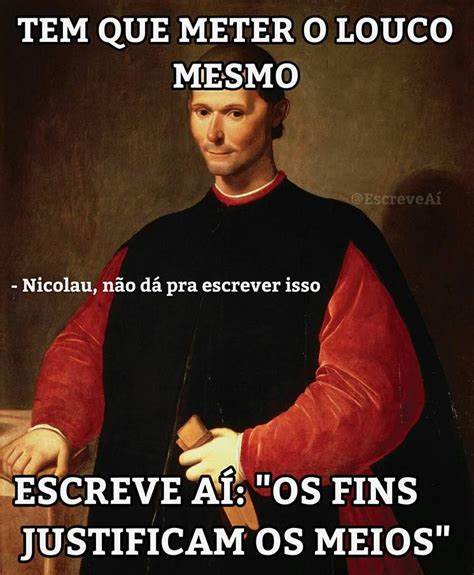 TEM QUE METER O LOUCO
MESMO
@EscreveAí
- Nicolau, não dá pra escrever isso
ESCREVE AÍ: "OS FINS
JUSTIFICAM OS MEIOS"